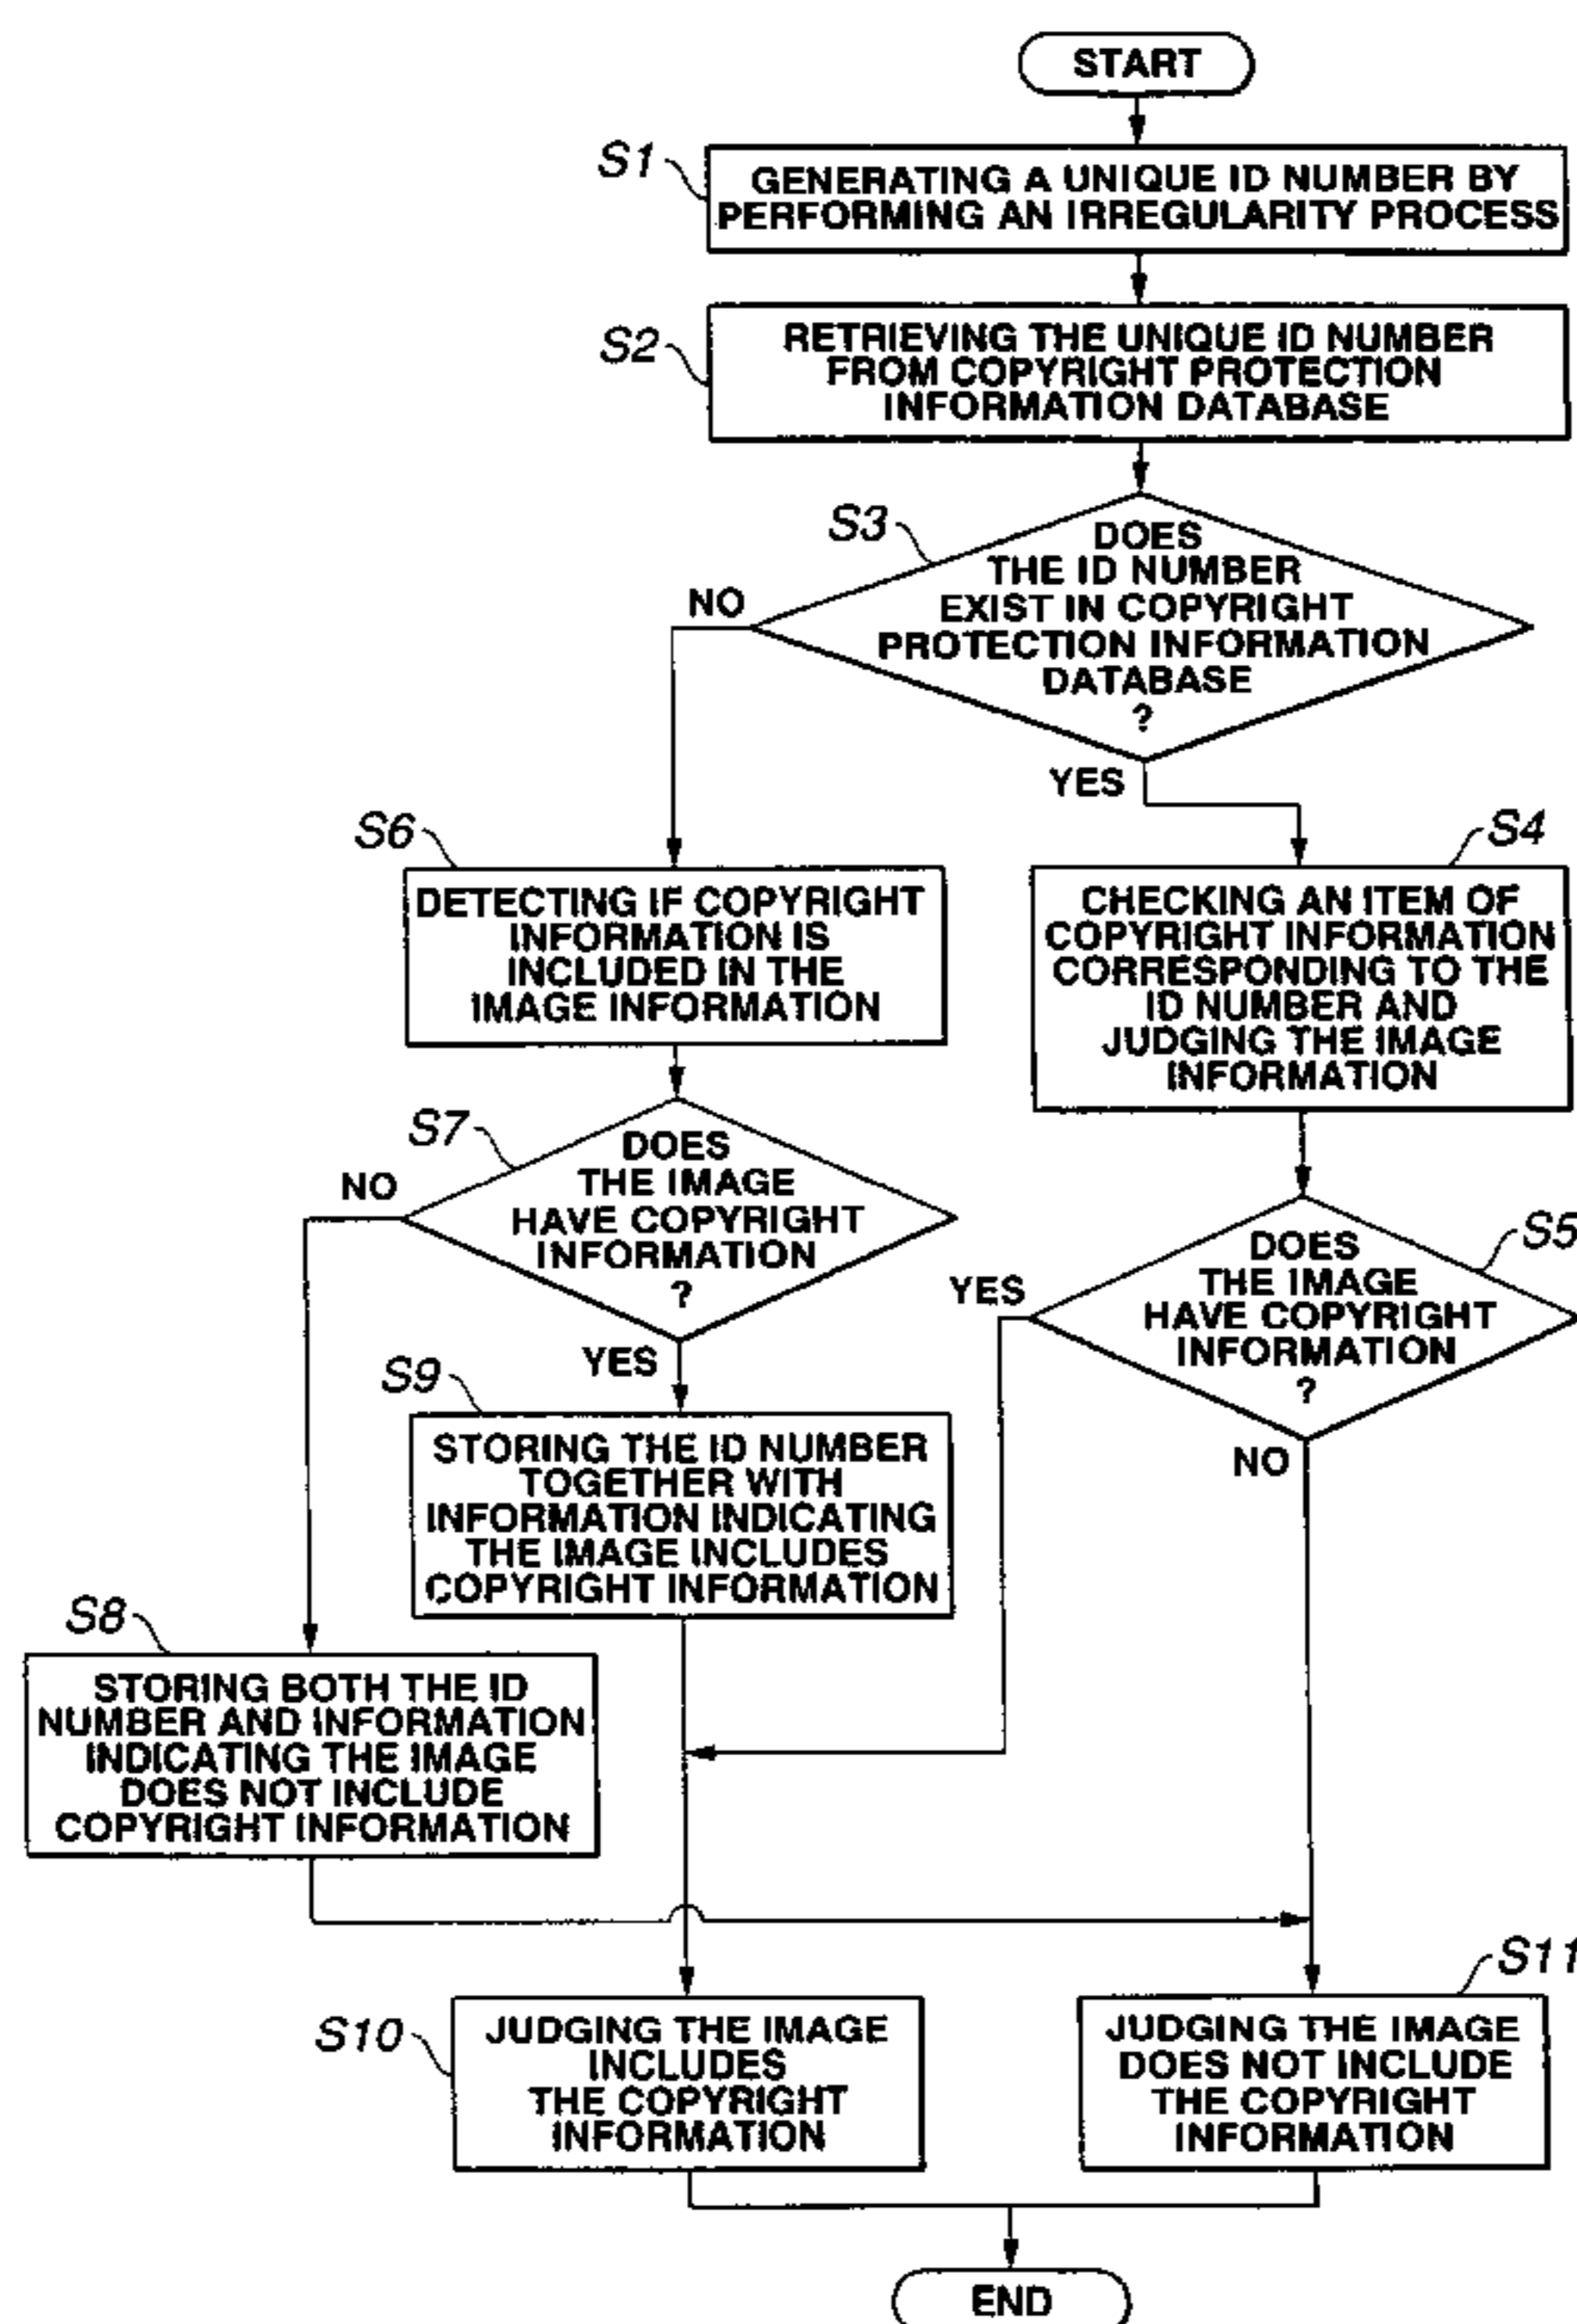 START
S1
GENERATING A UNIQUE ID NUMBER BY
PERFORMING AN IRREGULARITY PROCESS
S2
RETRIEVING THE UNIQUE ID NUMBER
FROM COPYRIGHT PROTECTION
INFORMATION DATABASE
S3
DOES
THE ID NUMBER
EXIST IN COPYRIGHT
PROTECTION INFORMATION
DATABASE
?
NO
YES
S6
DETECTING IF COPYRIGHT
INFORMATION IS
INCLUDED IN THE
IMAGE INFORMATION
S4
CHECKING AN ITEM OF
COPYRIGHT INFORMATION
CORRESPONDING TO THE
ID NUMBER AND
JUDGING THE IMAGE
INFORMATION
S7
DOES
THE IMAGE
HAVE COPYRIGHT
INFORMATION
?
NO
YES
S5
DOES
THE IMAGE
HAVE COPYRIGHT
INFORMATION
?
YES
NO
S9
STORING THE ID NUMBER
TOGETHER WITH
INFORMATION INDICATING
THE IMAGE INCLUDES
COPYRIGHT INFORMATION
S8
STORING BOTH THE ID
NUMBER AND INFORMATION
INDICATING THE IMAGE
DOES NOT INCLUDE
COPYRIGHT INFORMATION
S10
JUDGING THE IMAGE
INCLUDES
THE COPYRIGHT
INFORMATION
S11
JUDGING THE IMAGE
DOES NOT INCLUDE
THE COPYRIGHT
INFORMATION
END